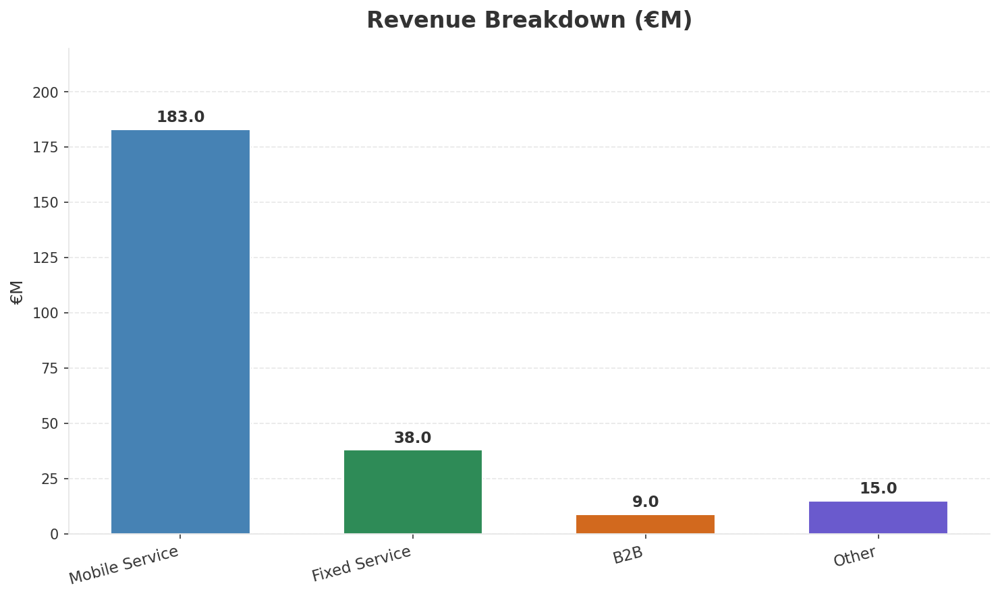 Revenue Breakdown (€M)
€M
200
175
150
125
100
75
50
25
0
183.0
38.0
9.0
15.0
Mobile Service
Fixed Service
B2B
Other